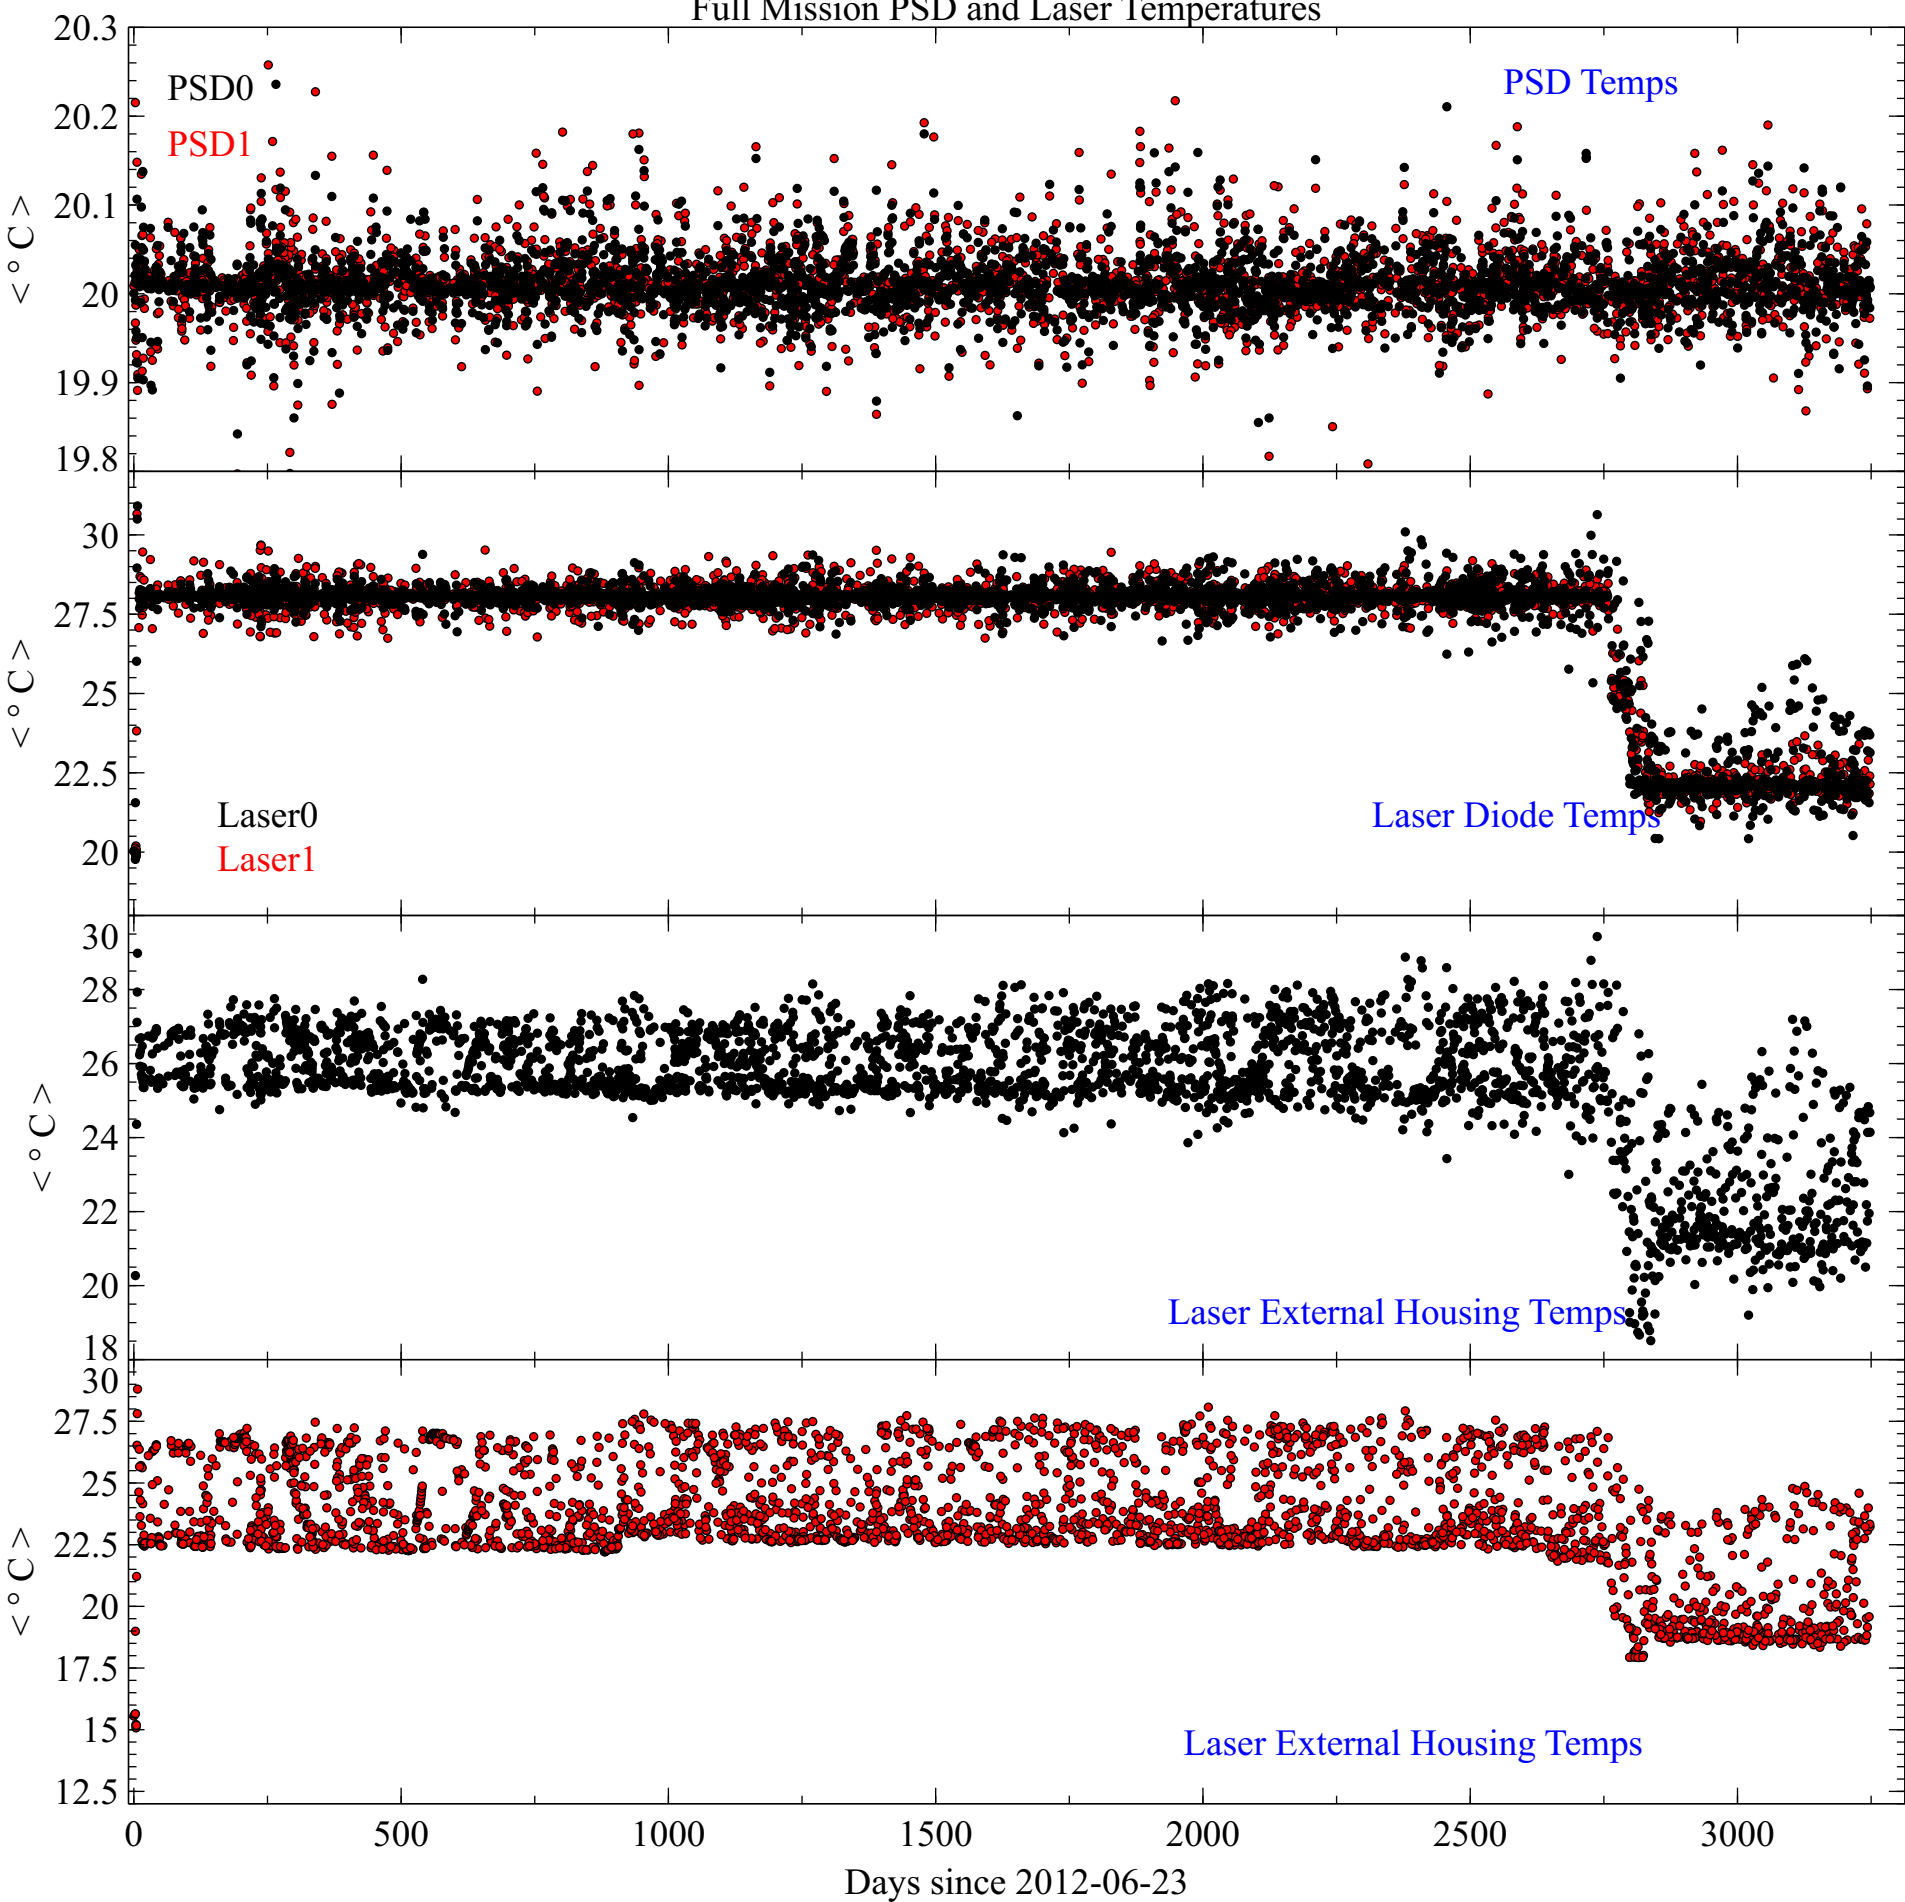 Full Mission PSD and Laser Temperatures
20.3
PSD0
PSD Temps
20.2
PSD1
20.1
<°C>
20
19.9
19.8
30
27.5
<°C>
25
22.5
Laser0
Laser Diode Temps
Laser1
20
30
28
26
<°C>
24
22
20
Laser External Housing Temps
18
30
27.5
25
22.5
<°C>
20
17.5
15
Laser External Housing Temps
12.5
0 500 1000 1500 2000 2500 3000
Days since 2012-06-23